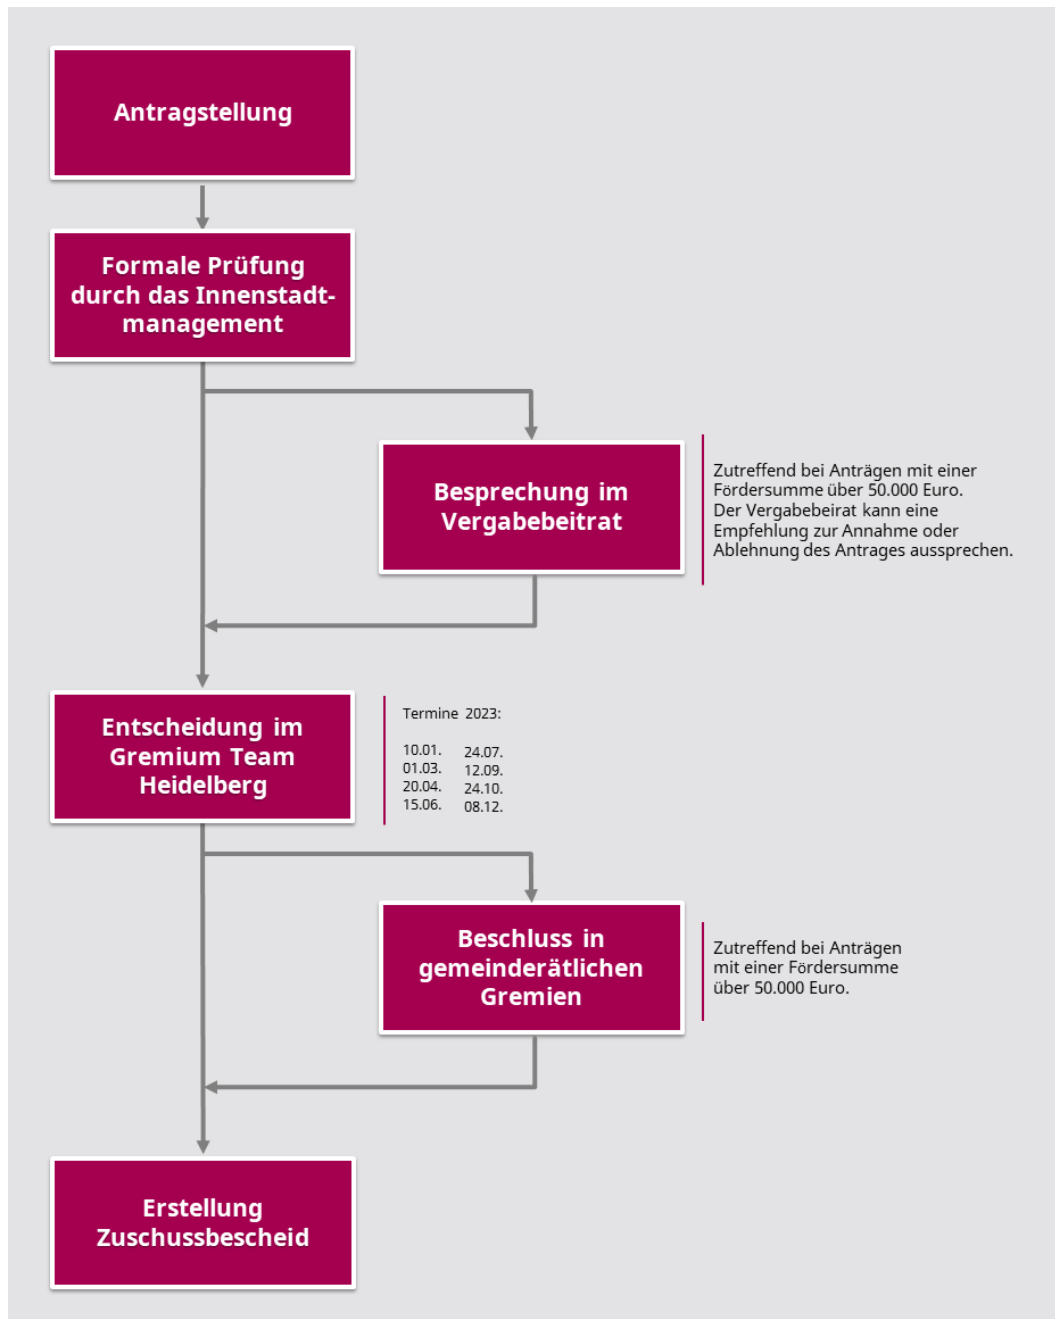 Antragstellung
Formale Prüfung
durch das Innenstadt-
management
Besprechung im
Vergabebeitrat
Zutreffend bei Anträgen mit einer
Fördersumme über 50.000 Euro.
Der Vergabebeirat kann eine
Empfehlung zur Annahme oder
Ablehnung des Antrages aussprechen.
Entscheidung im
Gremium Team
Heidelberg
Termine 2023:
10.01. 24.07.
01.03. 12.09.
20.04. 24.10.
15.06. 08.12.
Beschluss in
gemeinderätlichen
Gremien
Zutreffend bei Anträgen
mit einer Fördersumme
über 50.000 Euro.
Erstellung
Zuschussbescheid